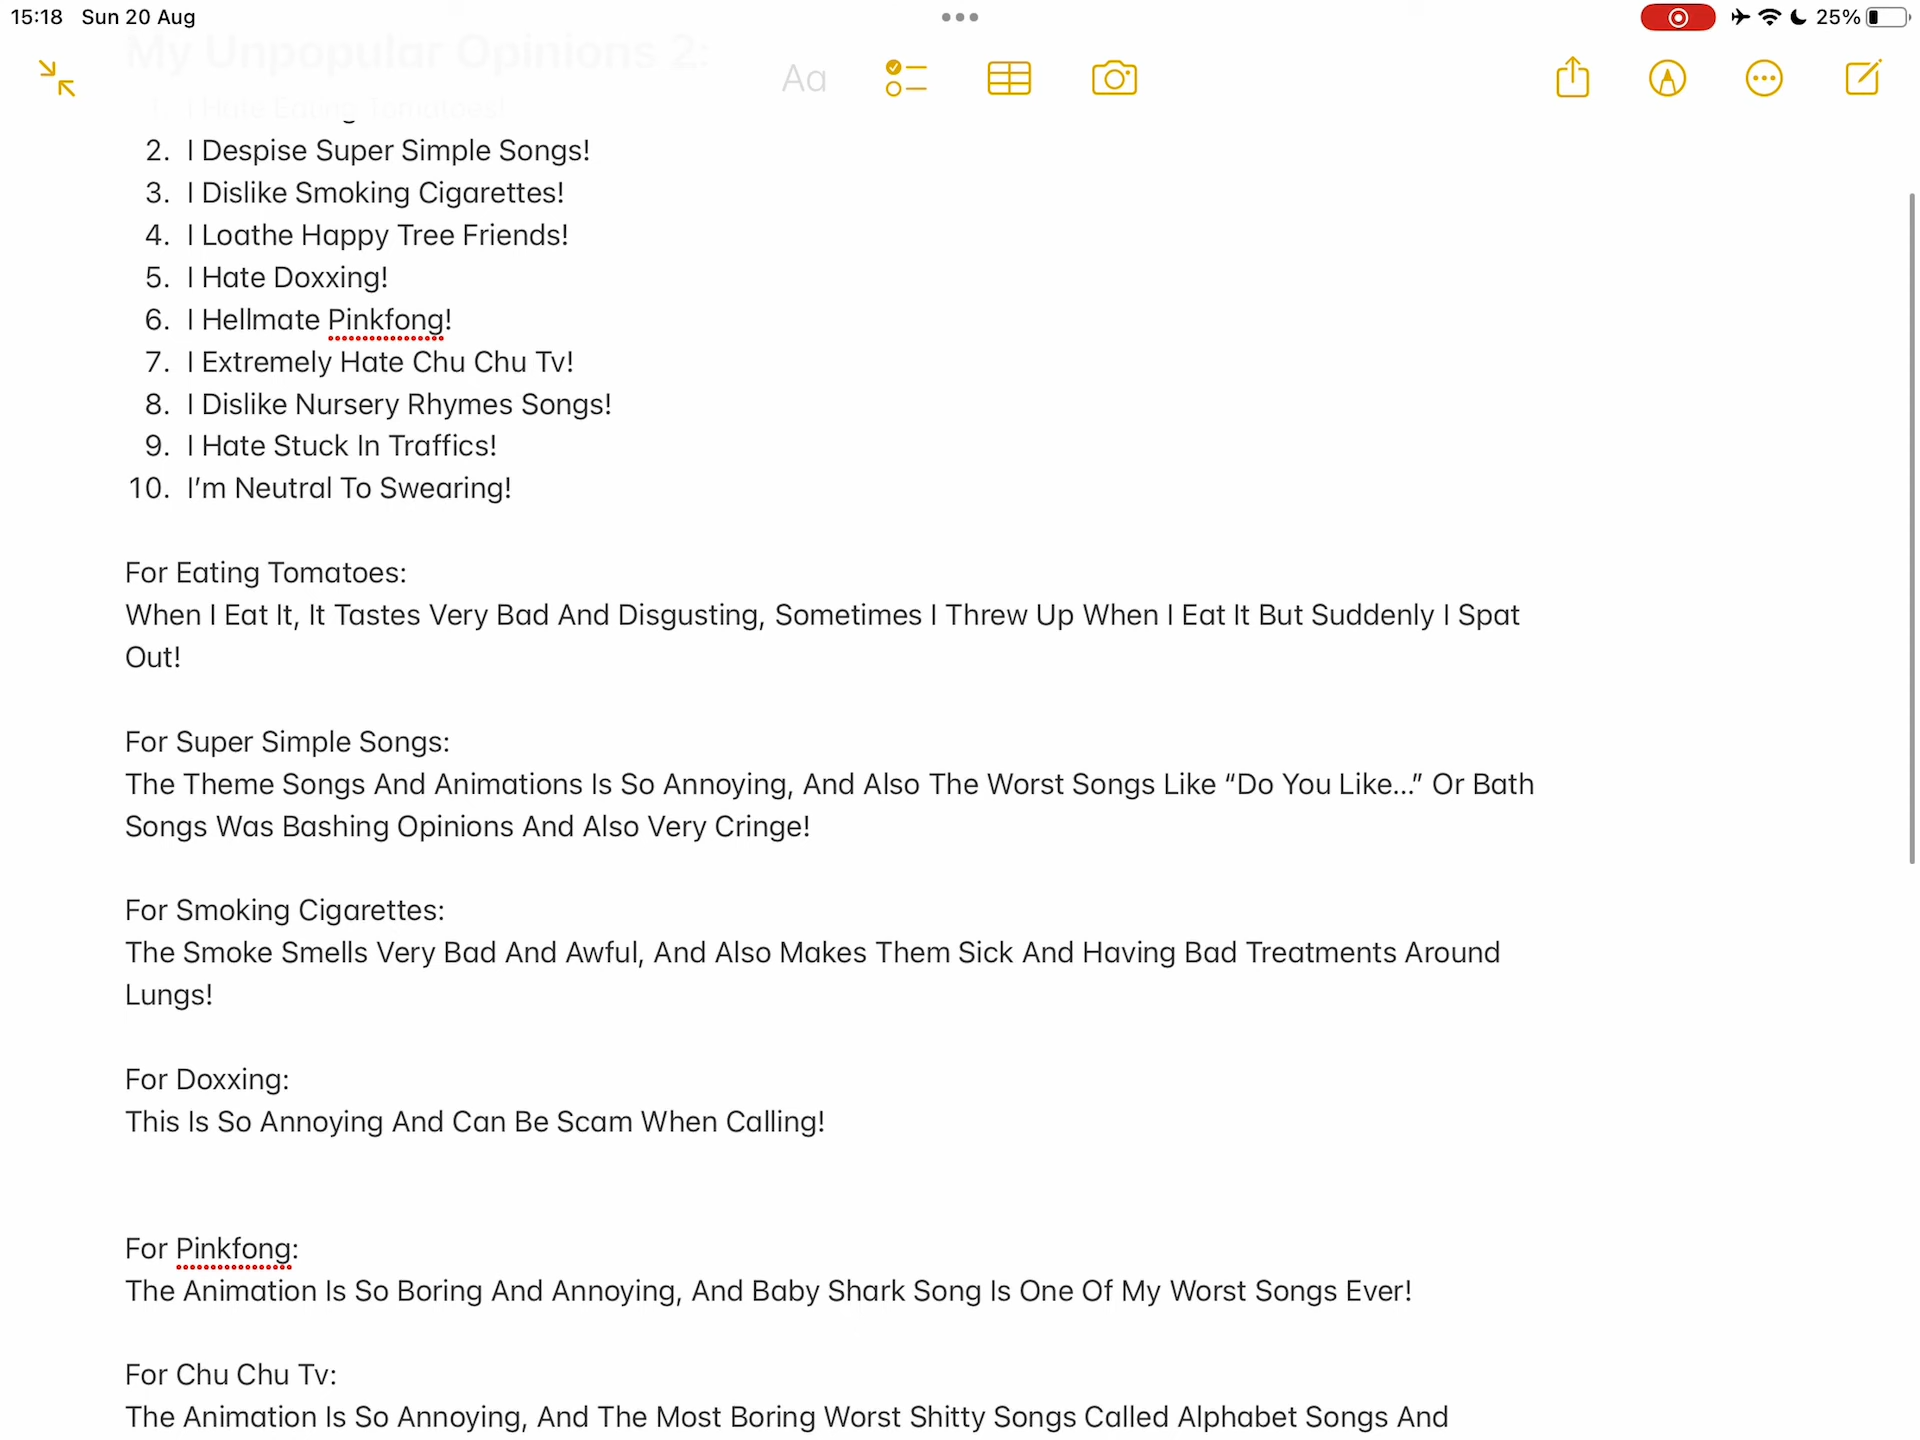 15:18 Sun 20 Aug
25%
My Unpopular Opinions 2:
Aa
1. I Hate Eating Tomatoes!
2. I Despise Super Simple Songs!
3. I Dislike Smoking Cigarettes!
4. I Loathe Happy Tree Friends!
5. I Hate Doxxing!
6. I Hellmate Pinkfong!
7. I Extremely Hate Chu Chu Tv!
8. I Dislike Nursery Rhymes Songs!
9. I Hate Stuck In Traffics!
10. I’m Neutral To Swearing!
For Eating Tomatoes:
When I Eat It, It Tastes Very Bad And Disgusting, Sometimes I Threw Up When I Eat It But Suddenly I Spat
Out!
For Super Simple Songs:
The Theme Songs And Animations Is So Annoying, And Also The Worst Songs Like “Do You Like...” Or Bath
Songs Was Bashing Opinions And Also Very Cringe!
For Smoking Cigarettes:
The Smoke Smells Very Bad And Awful, And Also Makes Them Sick And Having Bad Treatments Around
Lungs!
For Doxxing:
This Is So Annoying And Can Be Scam When Calling!
For Pinkfong:
The Animation Is So Boring And Annoying, And Baby Shark Song Is One Of My Worst Songs Ever!
For Chu Chu Tv:
The Animation Is So Annoying, And The Most Boring Worst Shitty Songs Called Alphabet Songs And